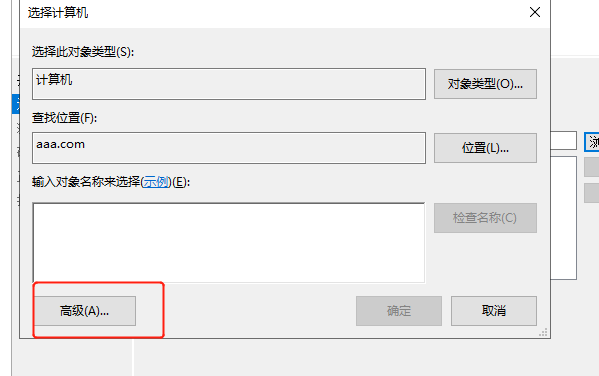 选择计算机
选择此对象类型(S):
计算机
对象类型(O)...
查找位置(F):
aaa.com
位置(L)...
输入对象名称来选择(示例)(E):
检查名称(C)
高级(A)...
确定
取消